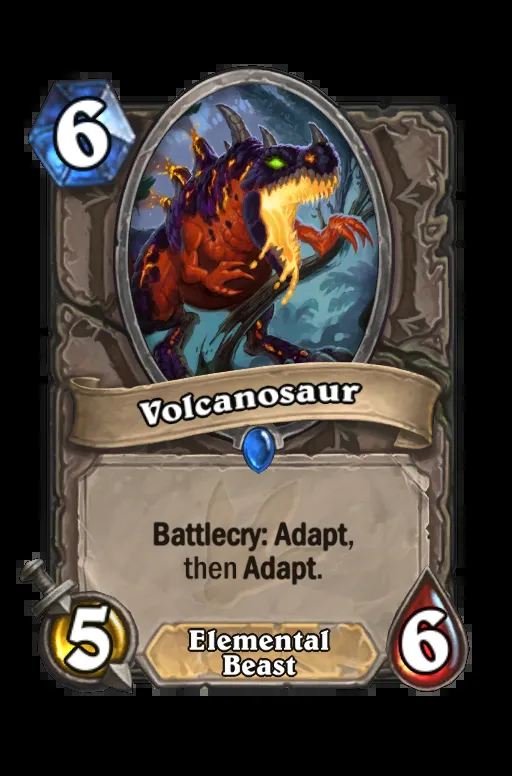 6
Volcanosaur
Battlecry: Adapt,
then Adapt.
5
Elemental
Beast
6